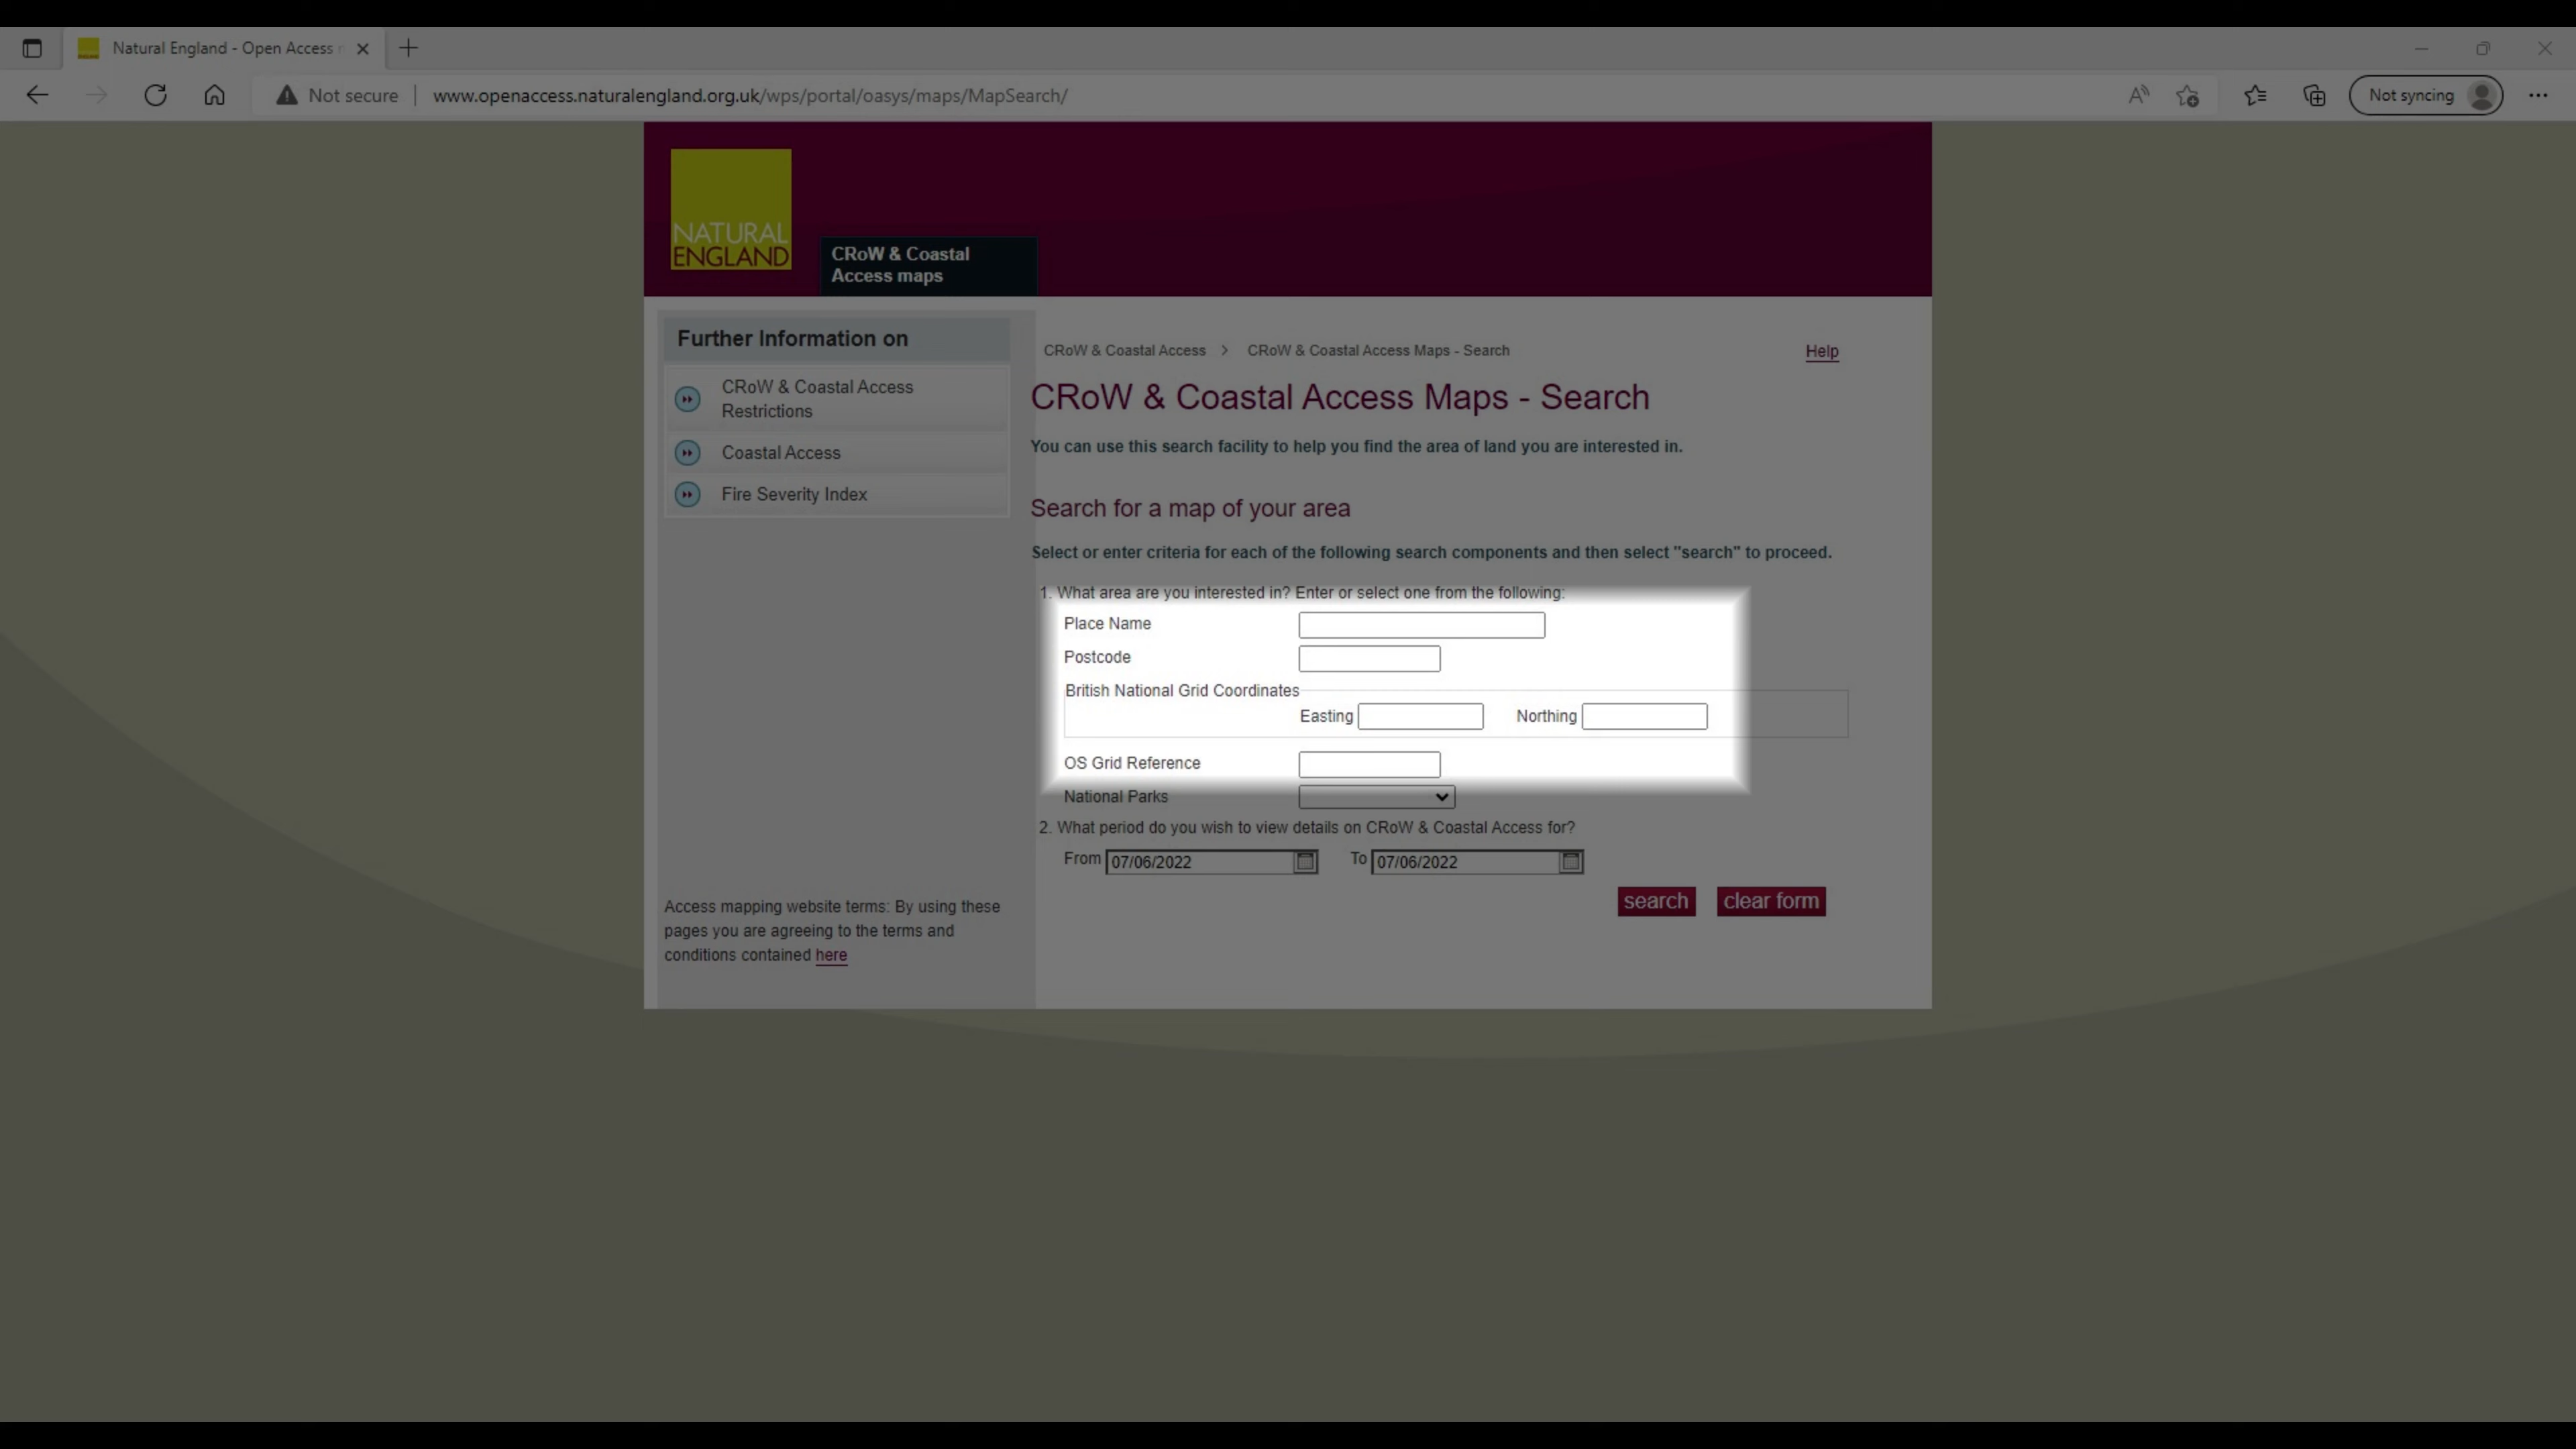 Natural England - Open Access
Not secure
www.openaccess.naturalengland.org.uk/wps/portal/oasys/maps/MapSearch/
Not syncing
NATURAL
ENGLAND
CRoW & Coastal
Access maps
Further Information on
CRoW & Coastal Access
Restrictions
Coastal Access
Fire Severity Index
Access mapping website terms: By using these
pages you are agreeing to the terms and
conditions contained here
CRoW & Coastal Access > CRoW & Coastal Access Maps - Search
Help
CRoW & Coastal Access Maps - Search
You can use this search facility to help you find the area of land you are interested in.
Search for a map of your area
Select or enter criteria for each of the following search components and then select "search" to proceed.
1. What area are you interested in? Enter or select one from the following:
Place Name
Postcode
British National Grid Coordinates
Easting Northing
OS Grid Reference
National Parks
2. What period do you wish to view details on CRoW & Coastal Access for?
From 07/06/2022 To 07/06/2022
search clear form